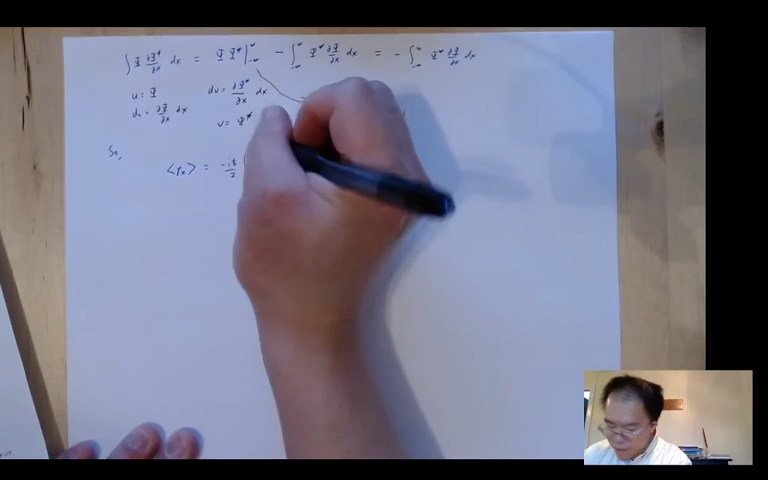 ∫ Ψ ∂Ψ*/∂x dx = Ψ Ψ* |_{-∞}^{∞} - ∫_{-∞}^{∞} Ψ* ∂Ψ/∂x dx = - ∫_{-∞}^{∞} Ψ* ∂Ψ/∂x dx
u = Ψ dv = ∂Ψ*/∂x dx
du = ∂Ψ/∂x dx v = Ψ*
So,
<p_x> = -iħ/2